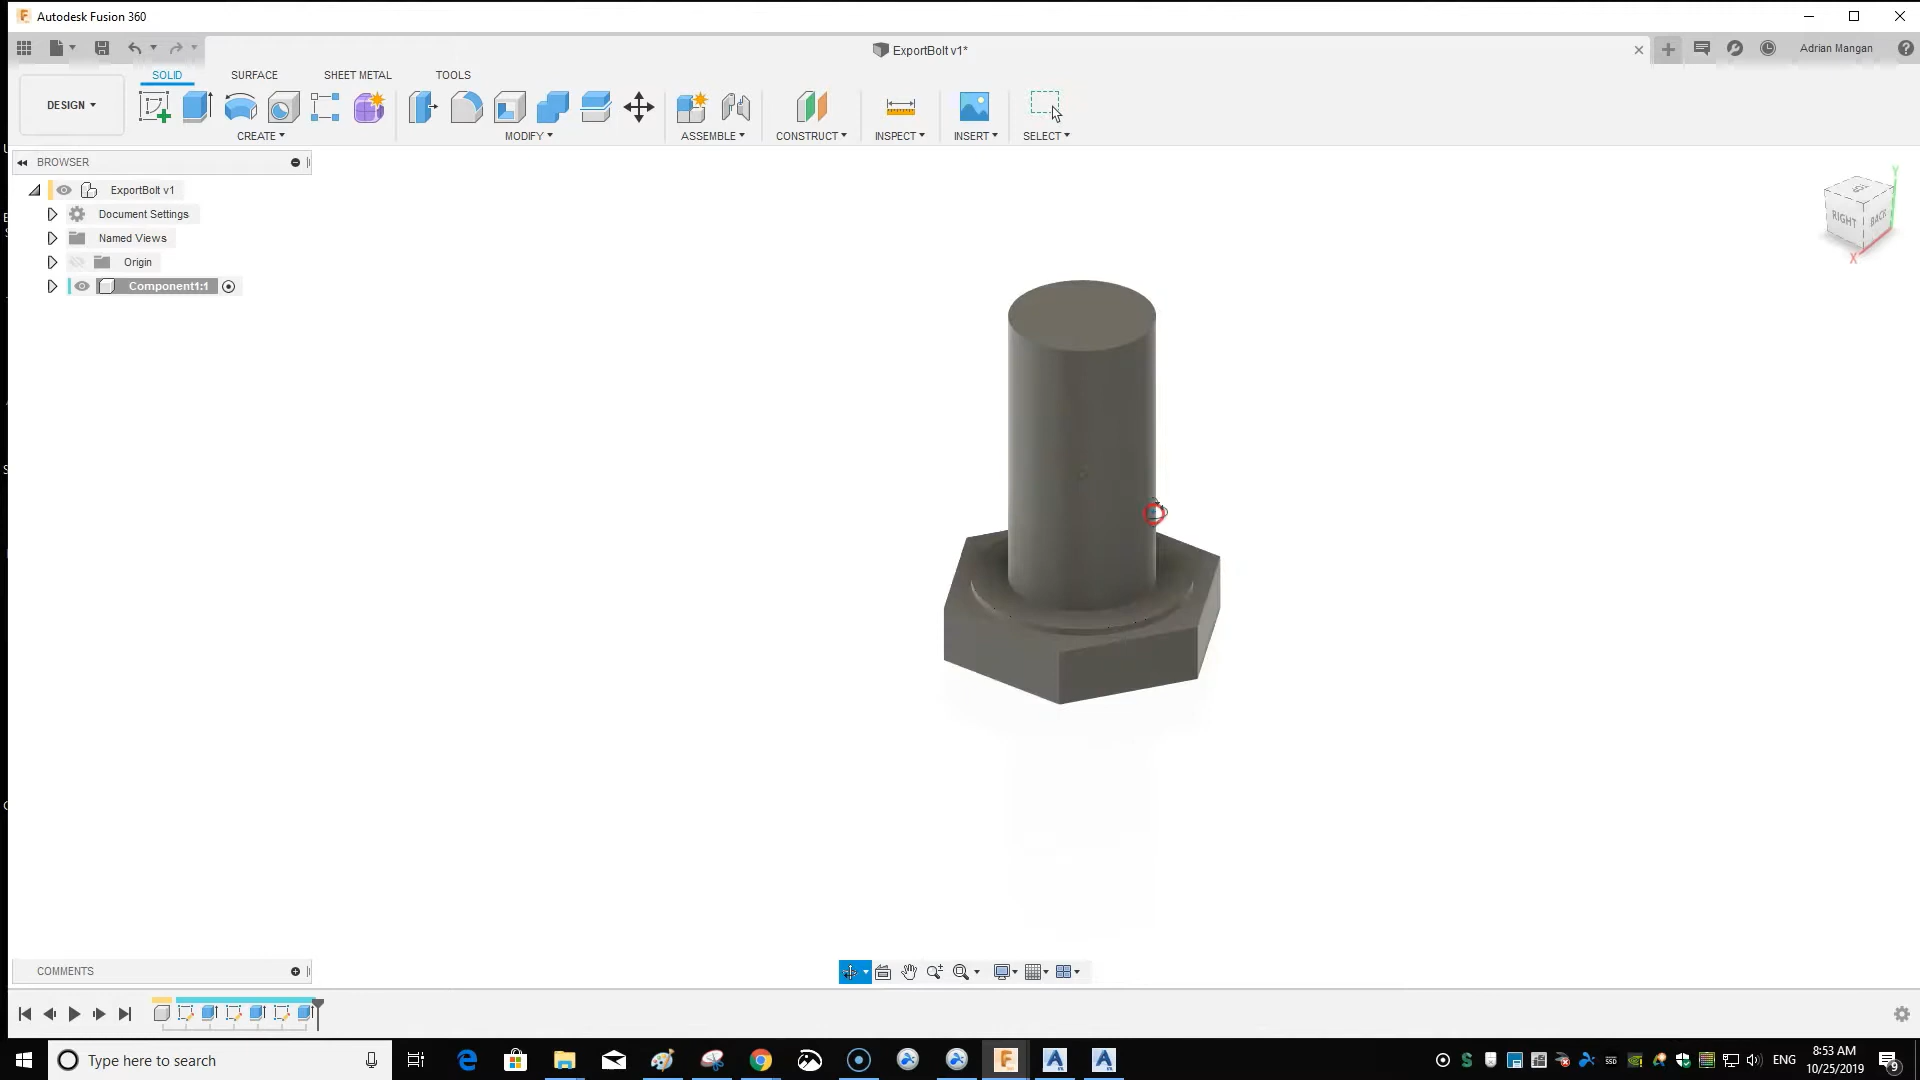 Autodesk Fusion 360
ExportBolt v1*
Adrian Mangan
SOLID
SURFACE
SHEET METAL
TOOLS
DESIGN
CREATE
MODIFY
ASSEMBLE
CONSTRUCT
INSPECT
INSERT
SELECT
BROWSER
ExportBolt v1
Document Settings
Named Views
Origin
Component1:1
TOP
RIGHT
BACK
Y
X
COMMENTS
Type here to search
ENG
8:53 AM
10/25/2019
9